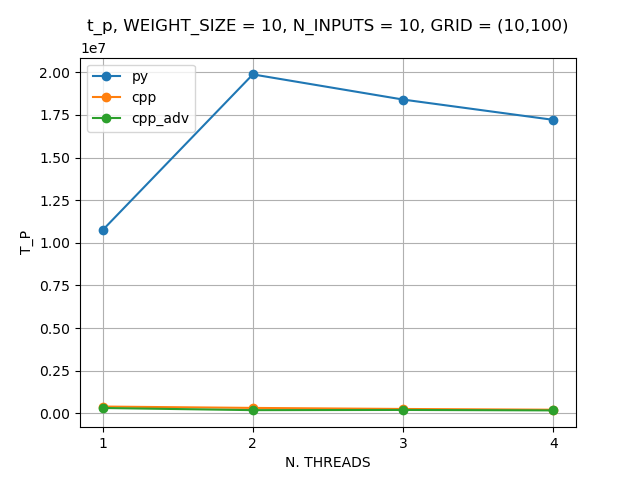 t_p, WEIGHT_SIZE = 10, N_INPUTS = 10, GRID = (10,100)
1e7
2.00
1.75
1.50
1.25
1.00
0.75
0.50
0.25
0.00
T_P
py
cpp
cpp_adv
1 2 3 4
N. THREADS